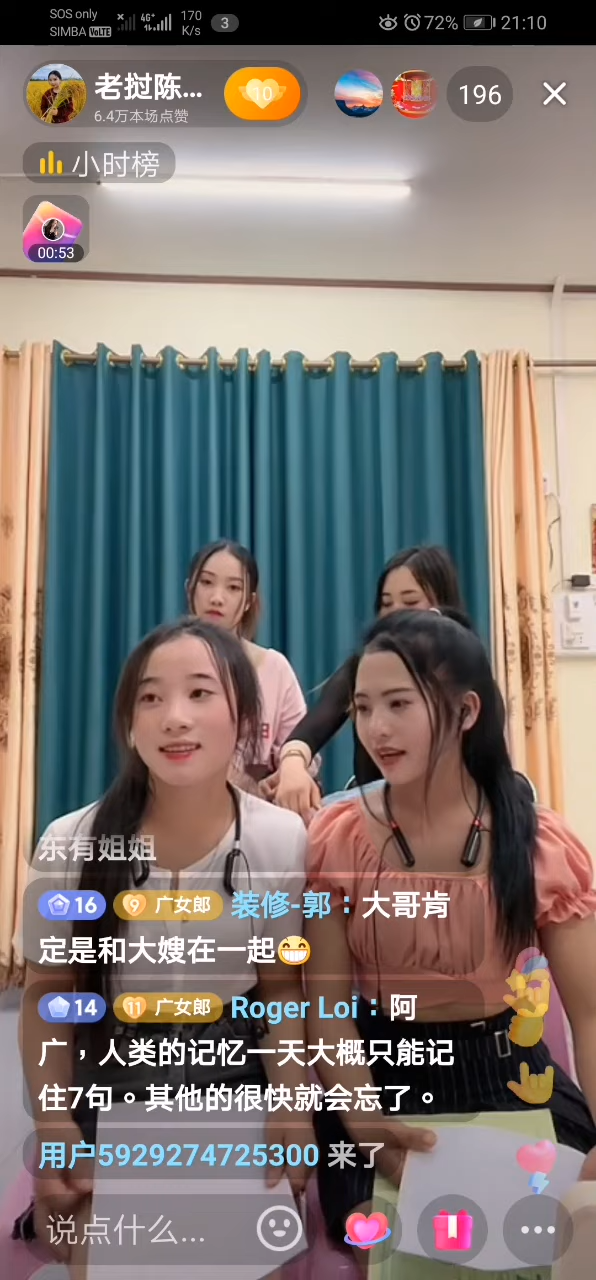 SOS only
SIMBA VoLTE
4G+
170
K/s
3
72%
21:10
老挝陈...
6.4万本场点赞
10
196
小时榜
00:53
东有姐姐
16 9 广女郎 装修-郭：大哥肯
定是和大嫂在一起😁
14 11 广女郎 Roger Loi：阿
广，人类的记忆一天大概只能记
住7句。其他的很快就会忘了。
用户5929274725300 来了
说点什么...